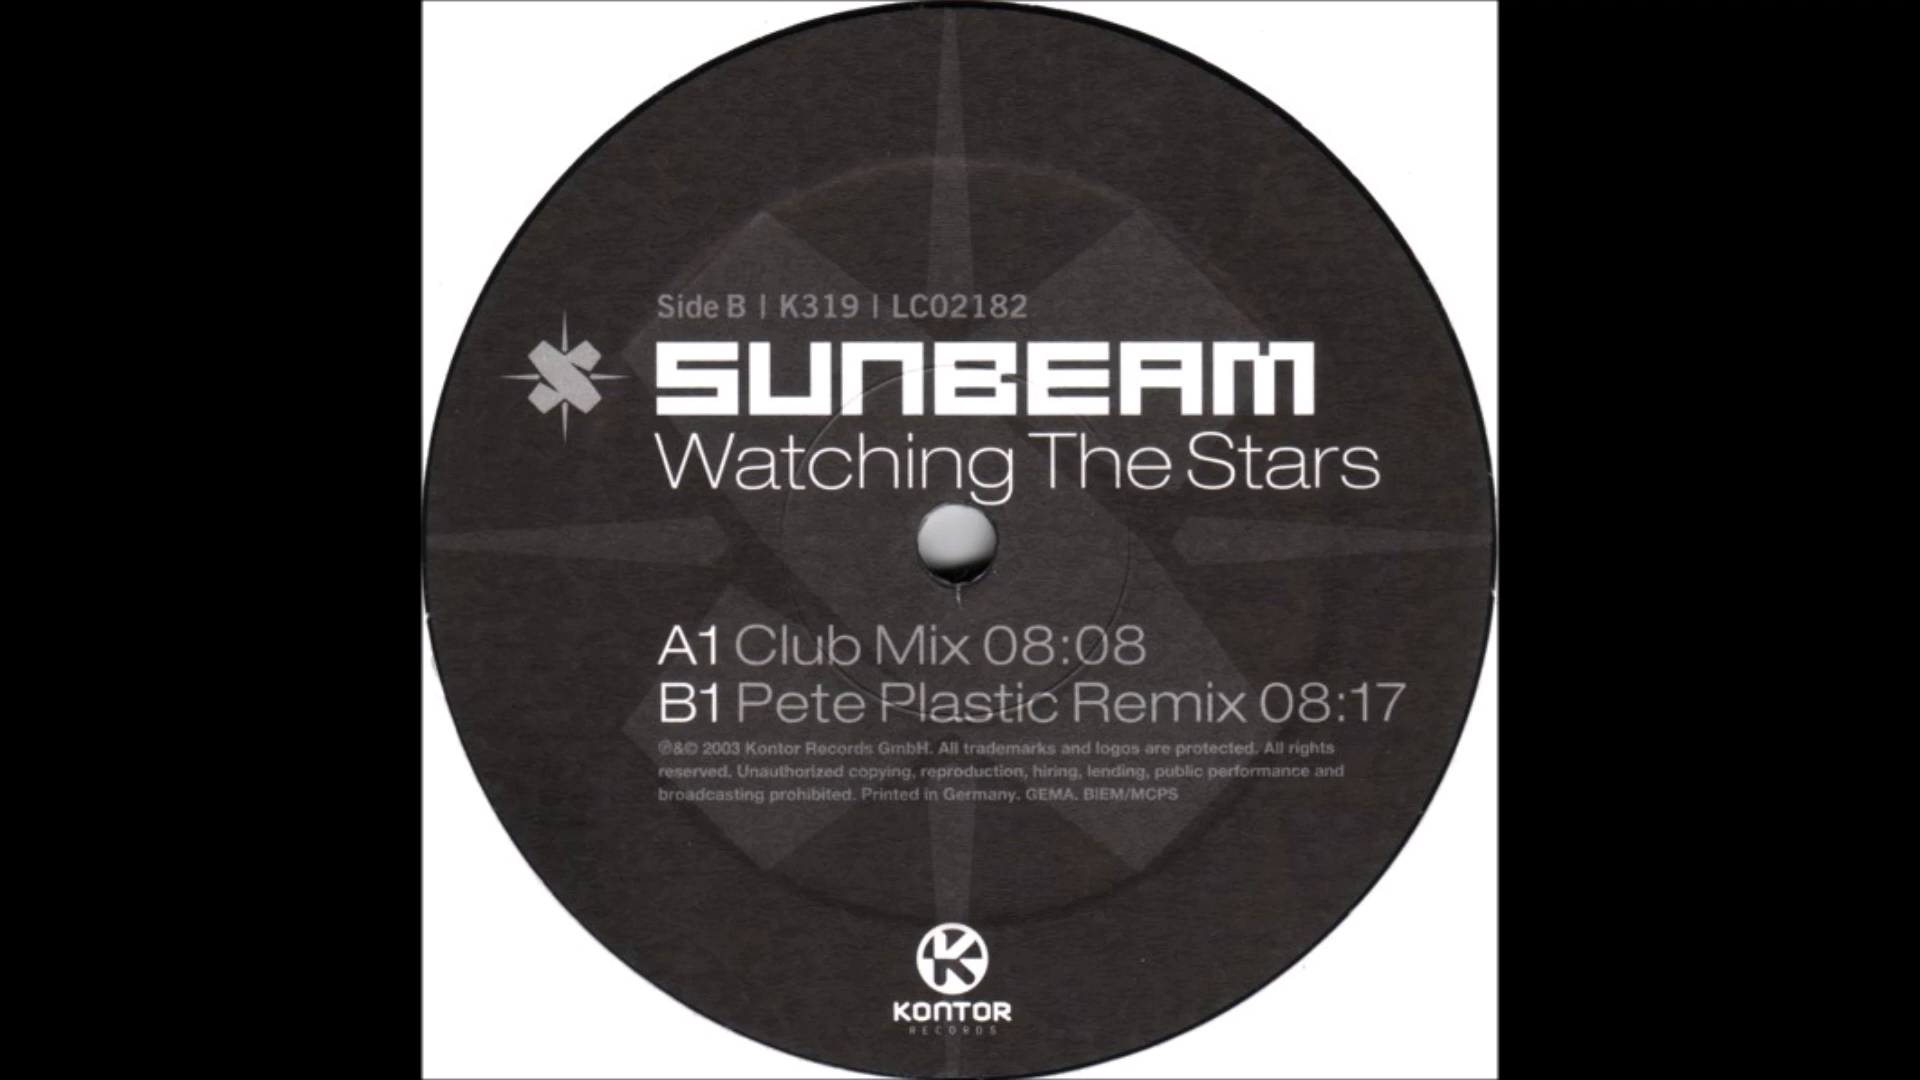 Side B | K319 | LC02182
SUNBEAM
Watching The Stars
A1 Club Mix 08:08
B1 Pete Plastic Remix 08:17
℗&© 2003 Kontor Records GmbH. All trademarks and logos are protected. All rights
reserved. Unauthorized copying, reproduction, hiring, lending, public performance and
broadcasting prohibited. Printed in Germany. GEMA. BIEM/MCPS
KONTOR
RECORDS